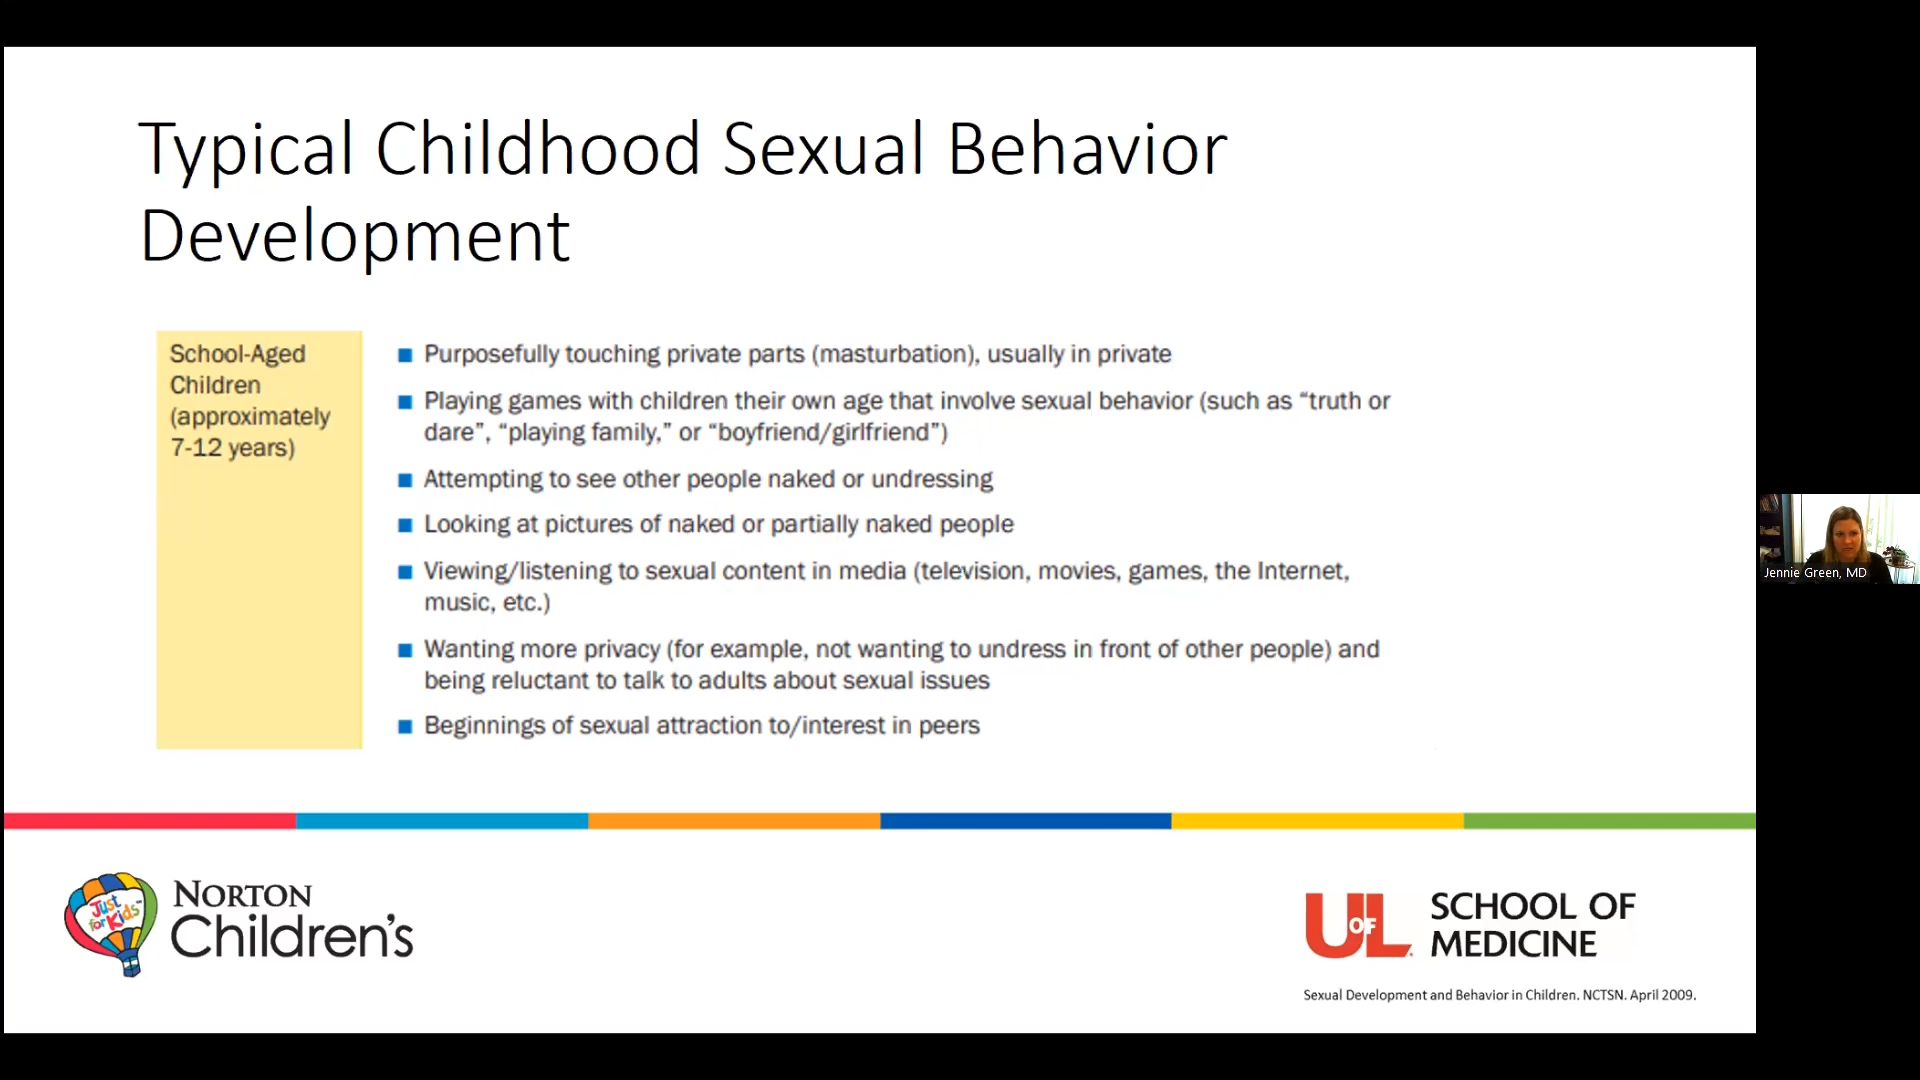 Typical Childhood Sexual Behavior
Development
School-Aged
Children
(approximately
7-12 years)
■ Purposefully touching private parts (masturbation), usually in private
■ Playing games with children their own age that involve sexual behavior (such as “truth or
dare”, “playing family,” or “boyfriend/girlfriend”)
■ Attempting to see other people naked or undressing
■ Looking at pictures of naked or partially naked people
■ Viewing/listening to sexual content in media (television, movies, games, the Internet,
music, etc.)
■ Wanting more privacy (for example, not wanting to undress in front of other people) and
being reluctant to talk to adults about sexual issues
■ Beginnings of sexual attraction to/interest in peers
Jennie Green, MD
Just
for Kids
NORTON
Children's
UOFL
SCHOOL OF
MEDICINE
Sexual Development and Behavior in Children. NCTSN. April 2009.